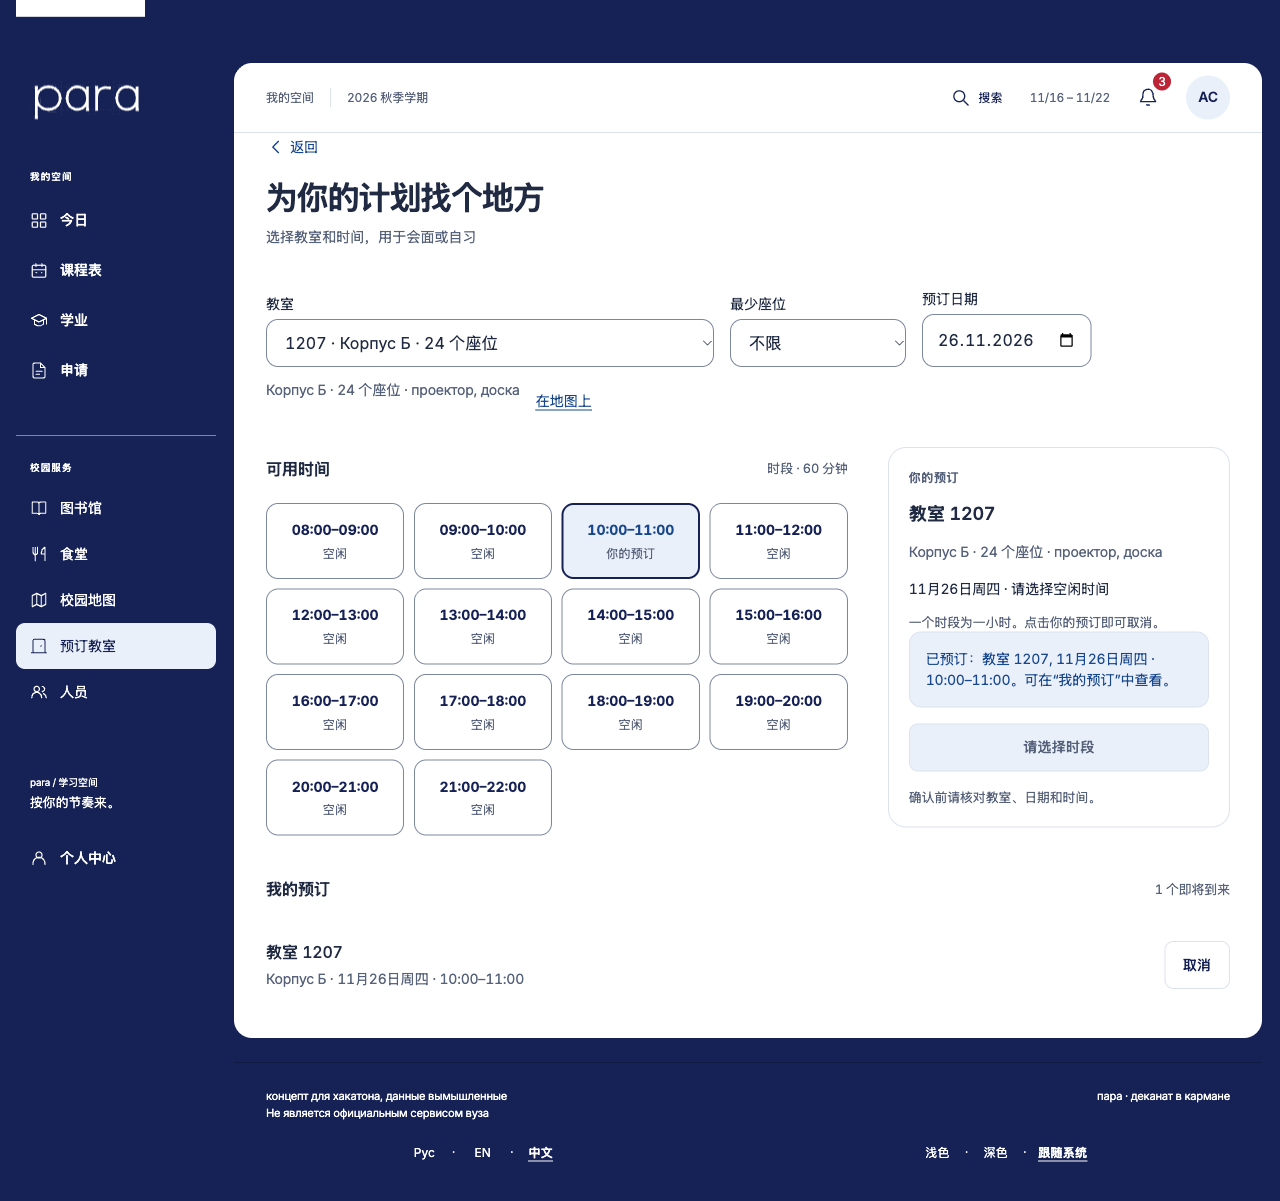 para
我的空间
今日
课程表
学业
申请
校园服务
图书馆
食堂
校园地图
预订教室
人员
para / 学习空间
按你的节奏来。
个人中心
我的空间
2026 秋季学期
搜索
11/16 – 11/22
3
AC
返回
为你的计划找个地方
选择教室和时间，用于会面或自习
教室
最少座位
预订日期
1207 · Корпус Б · 24 个座位
不限
26.11.2026
Корпус Б · 24 个座位 · проектор, доска
在地图上
可用时间
时段 · 60 分钟
08:00–09:00
空闲
09:00–10:00
空闲
10:00–11:00
你的预订
11:00–12:00
空闲
12:00–13:00
空闲
13:00–14:00
空闲
14:00–15:00
空闲
15:00–16:00
空闲
16:00–17:00
空闲
17:00–18:00
空闲
18:00–19:00
空闲
19:00–20:00
空闲
20:00–21:00
空闲
21:00–22:00
空闲
你的预订
教室 1207
Корпус Б · 24 个座位 · проектор, доска
11月26日周四 · 请选择空闲时间
一个时段为一小时。点击你的预订即可取消。
已预订：教室 1207, 11月26日周四 ·
10:00–11:00。可在“我的预订”中查看。
请选择时段
确认前请核对教室、日期和时间。
我的预订
1 个即将到来
教室 1207
Корпус Б · 11月26日周四 · 10:00–11:00
取消
концепт для хакатона, данные вымышленные
Не является официальным сервисом вуза
пара · деканат в кармане
Рус · EN · 中文
浅色 · 深色 · 跟随系统